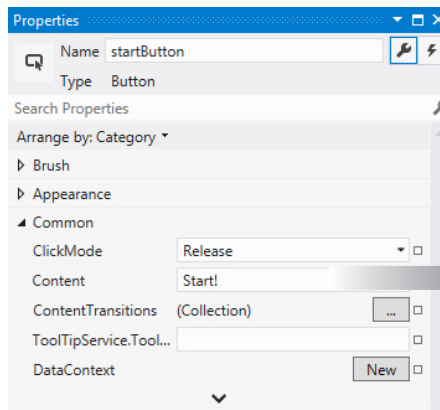 Properties
Name startButton
Type Button
Search Properties
Arrange by: Category
Brush
Appearance
Common
ClickMode Release
Content Start!
ContentTransitions (Collection) ...
ToolTipService.Tool...
DataContext New